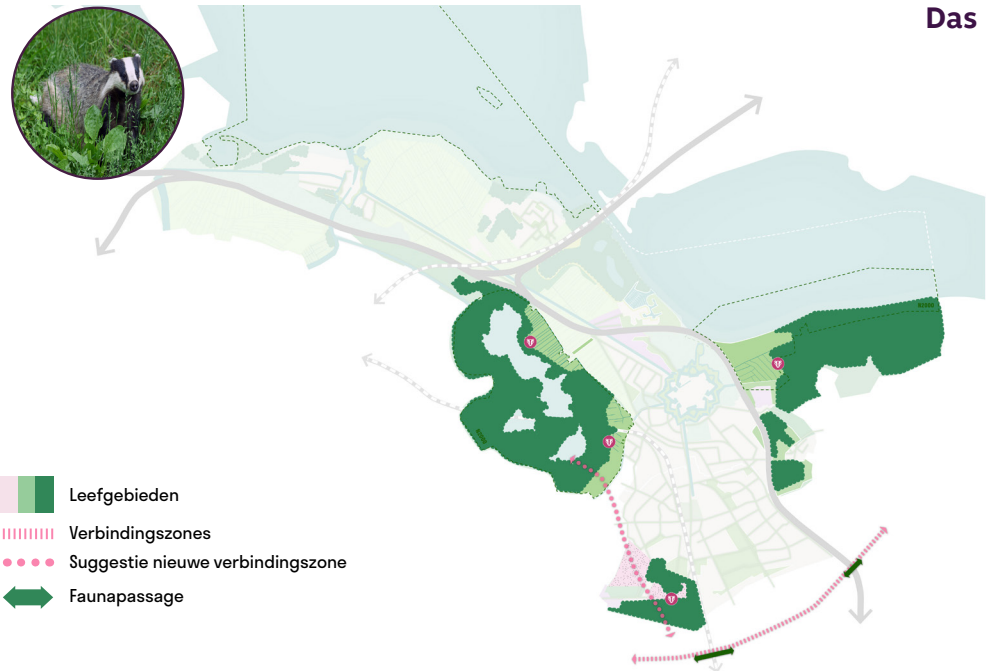 Das
Leefgebieden
Verbindingszones
Suggestie nieuwe verbindingszone
Faunapassage